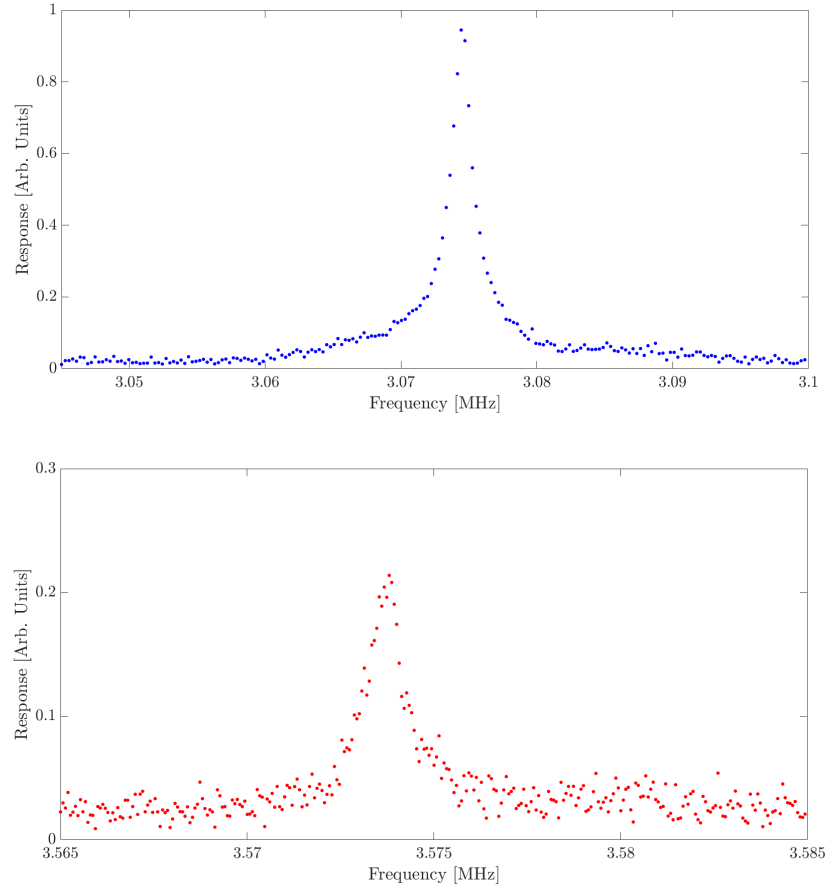 1
0.8
0.6
0.4
0.2
0
Response [Arb. Units]
3.05 3.06 3.07 3.08 3.09 3.1
Frequency [MHz]
0.3
0.2
0.1
0
Response [Arb. Units]
3.565 3.57 3.575 3.58 3.585
Frequency [MHz]